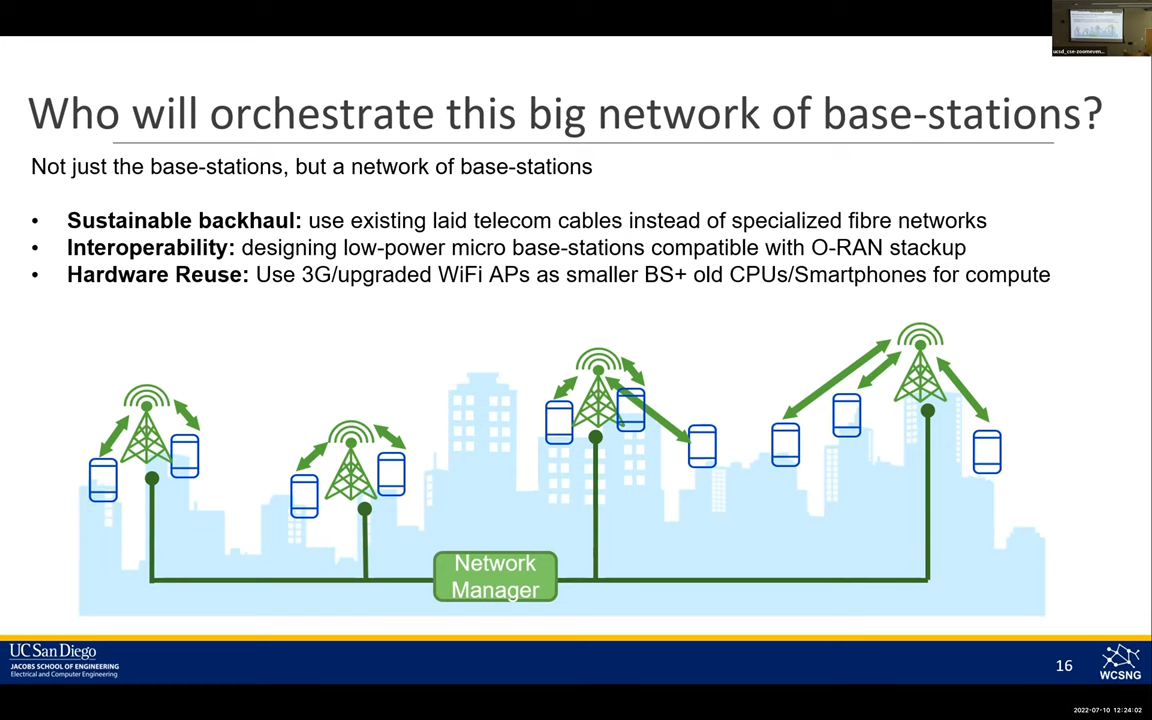 ucsd_cse-zoomeven...
Who will orchestrate this big network of base-stations?
Not just the base-stations, but a network of base-stations
• Sustainable backhaul: use existing laid telecom cables instead of specialized fibre networks
• Interoperability: designing low-power micro base-stations compatible with O-RAN stackup
• Hardware Reuse: Use 3G/upgraded WiFi APs as smaller BS+ old CPUs/Smartphones for compute
Network
Manager
UC San Diego
JACOBS SCHOOL OF ENGINEERING
Electrical and Computer Engineering
16
WCSNG
2022-07-10 12:24:02